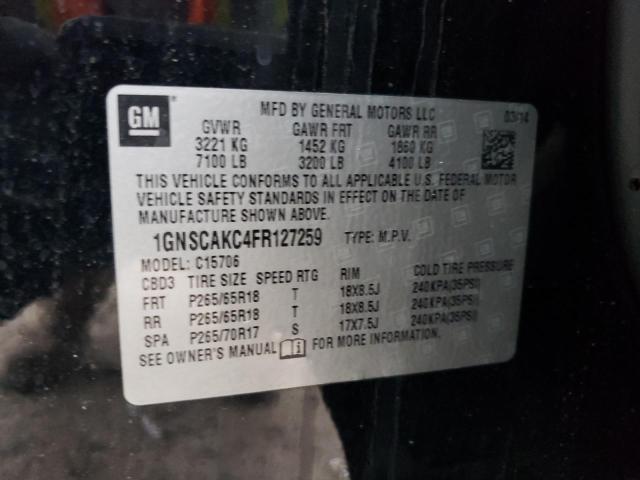 GM
MFD BY GENERAL MOTORS LLC 03/14
GVWR GAWR FRT GAWR RR
3221 KG 1452 KG 1860 KG
7100 LB 3200 LB 4100 LB
THIS VEHICLE CONFORMS TO ALL APPLICABLE U.S. FEDERAL MOTOR
VEHICLE SAFETY STANDARDS IN EFFECT ON THE DATE OF
MANUFACTURE SHOWN ABOVE.
1GNSCAKC4FR127259 TYPE: M.P.V.
MODEL: C15706
CBD3 TIRE SIZE SPEED RTG RIM COLD TIRE PRESSURE
FRT P265/65R18 T 18X8.5J 240KPA(35PSI)
RR P265/65R18 T 18X8.5J 240KPA(35PSI)
SPA P265/70R17 S 17X7.5J 240KPA(35PSI)
SEE OWNER'S MANUAL FOR MORE INFORMATION.